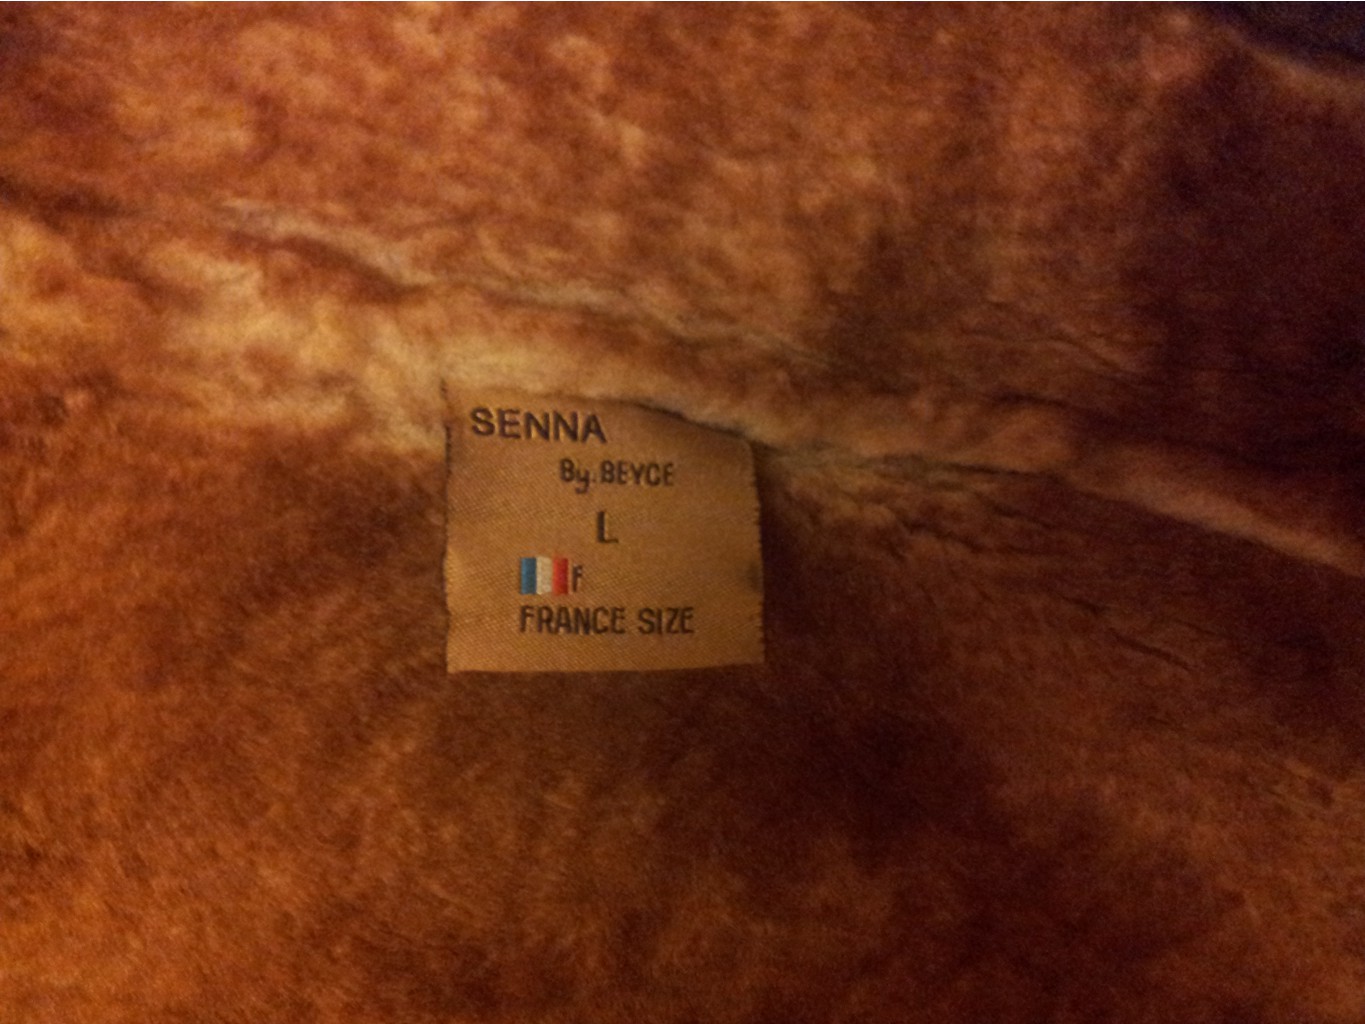 SENNA
By. BEYCE
L
F
FRANCE SIZE